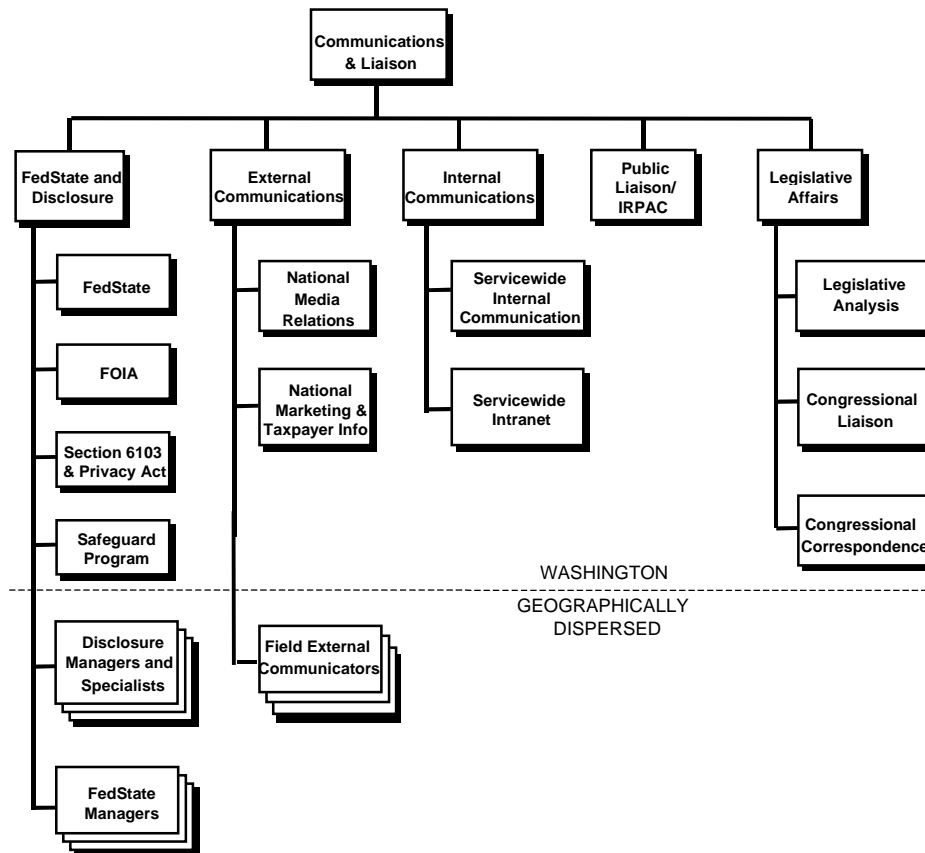 Communications
& Liaison
FedState and
Disclosure
External
Communications
Internal
Communications
Public
Liaison/
IRPAC
Legislative
Affairs
FedState
National
Media
Relations
Servicewide
Internal
Communication
Legislative
Analysis
FOIA
National
Marketing &
Taxpayer Info
Servicewide
Intranet
Congressional
Liaison
Section 6103
& Privacy Act
Safeguard
Program
Congressional
Correspondence
WASHINGTON
GEOGRAPHICALLY
DISPERSED
Disclosure
Managers and
Specialists
Field External
Communicators
FedState
Managers